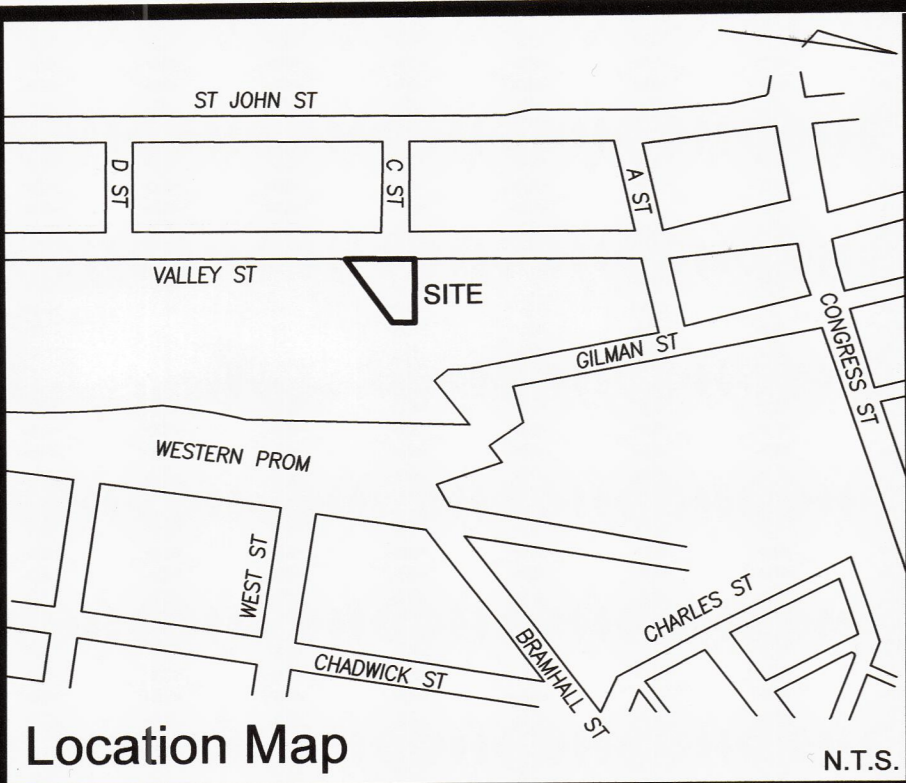 ST JOHN ST
D ST
C ST
A ST
VALLEY ST
SITE
GILMAN ST
CONGRESS ST
WESTERN PROM
WEST ST
CHARLES ST
BRAMHALL ST
CHADWICK ST
Location Map
N.T.S.